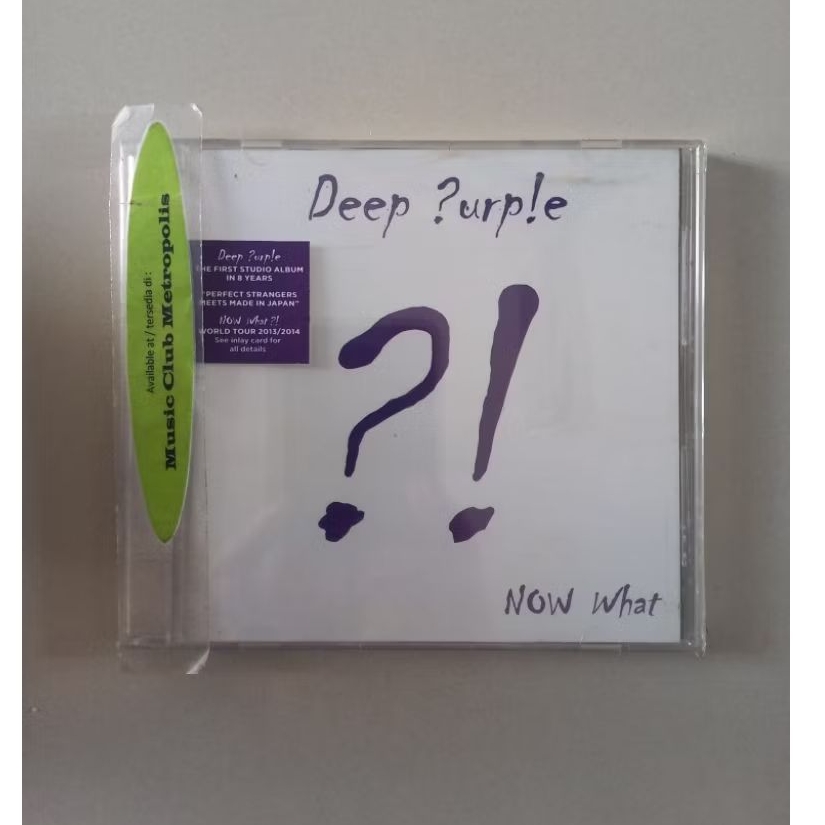 Deep ?urp!e
Available at / tersedia di :
Music Club Metropolis
Deep ?urp!e
THE FIRST STUDIO ALBUM
IN 8 YEARS
"PERFECT STRANGERS
MEETS MADE IN JAPAN"
NOW What ?!
WORLD TOUR 2013/2014
See inlay card for
all details
?!
NOW What